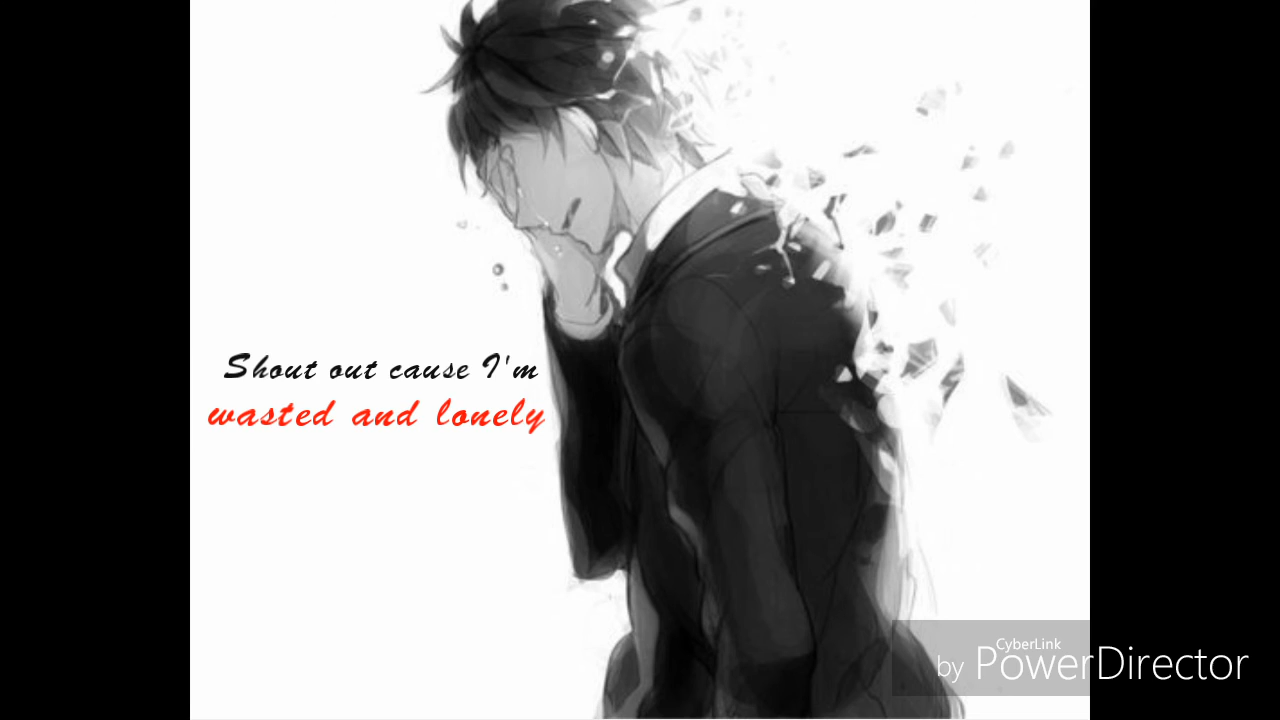 Shout out cause I'm
wasted and lonely
CyberLink
by PowerDirector